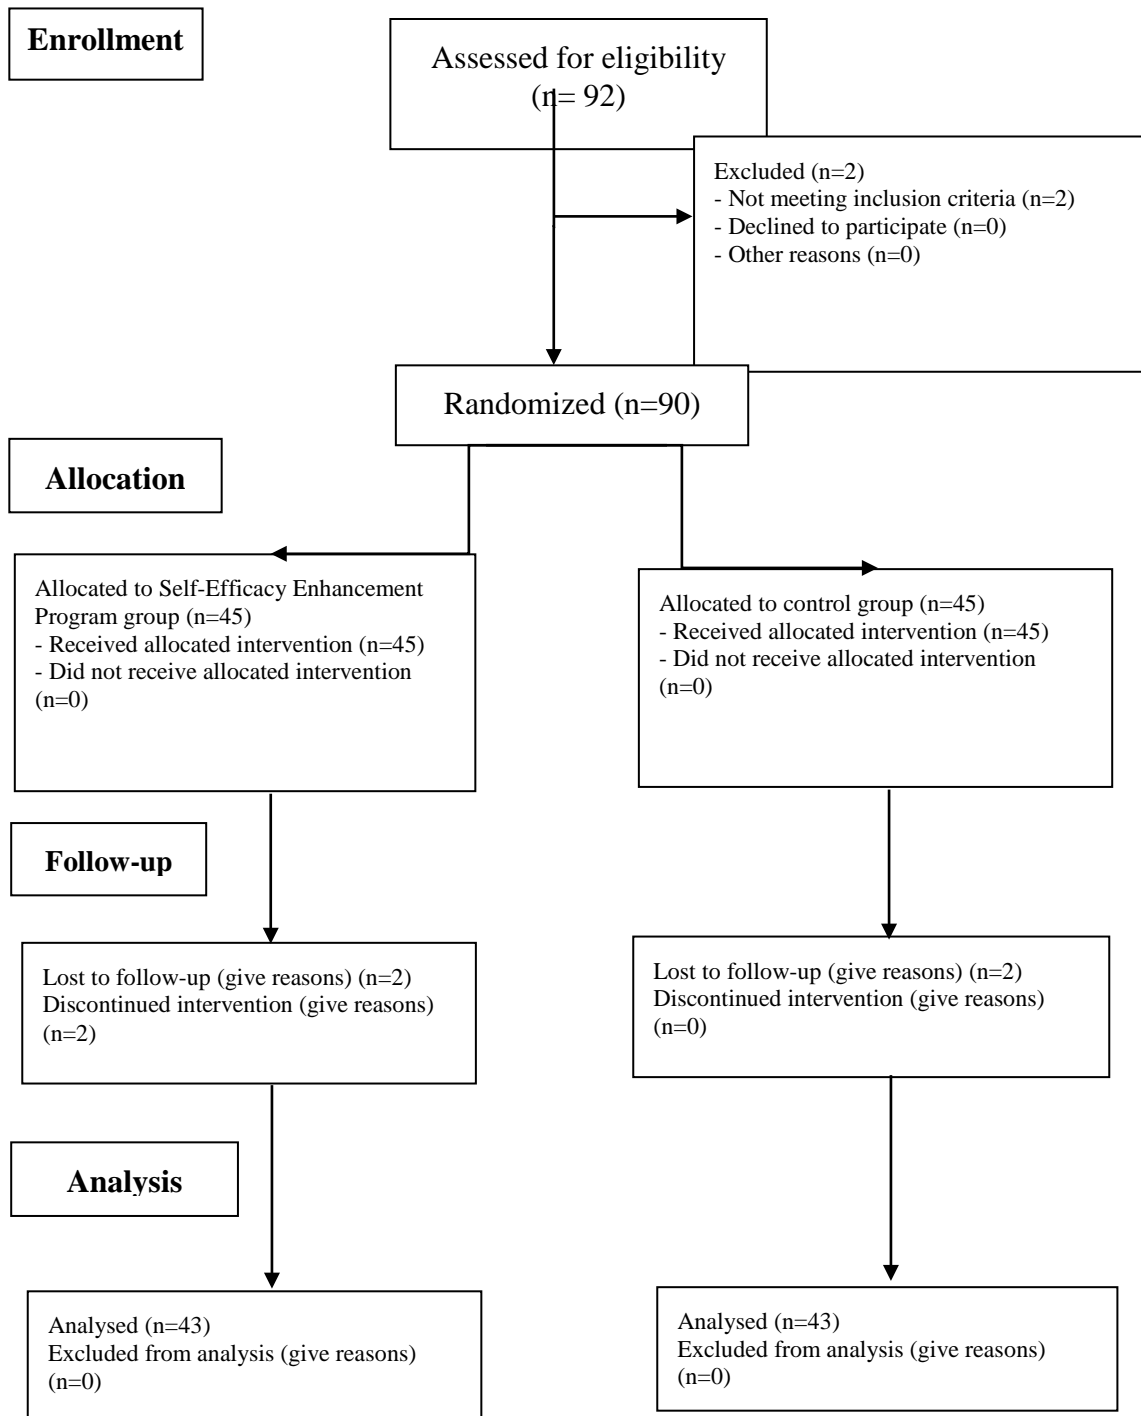 Enrollment
Assessed for eligibility
(n= 92)
Excluded (n=2)
- Not meeting inclusion criteria (n=2)
- Declined to participate (n=0)
- Other reasons (n=0)
Randomized (n=90)
Allocation
Allocated to Self-Efficacy Enhancement
Program group (n=45)
- Received allocated intervention (n=45)
- Did not receive allocated intervention
(n=0)
Allocated to control group (n=45)
- Received allocated intervention (n=45)
- Did not receive allocated intervention
(n=0)
Follow-up
Lost to follow-up (give reasons) (n=2)
Discontinued intervention (give reasons)
(n=2)
Lost to follow-up (give reasons) (n=2)
Discontinued intervention (give reasons)
(n=0)
Analysis
Analysed (n=43)
Excluded from analysis (give reasons)
(n=0)
Analysed (n=43)
Excluded from analysis (give reasons)
(n=0)